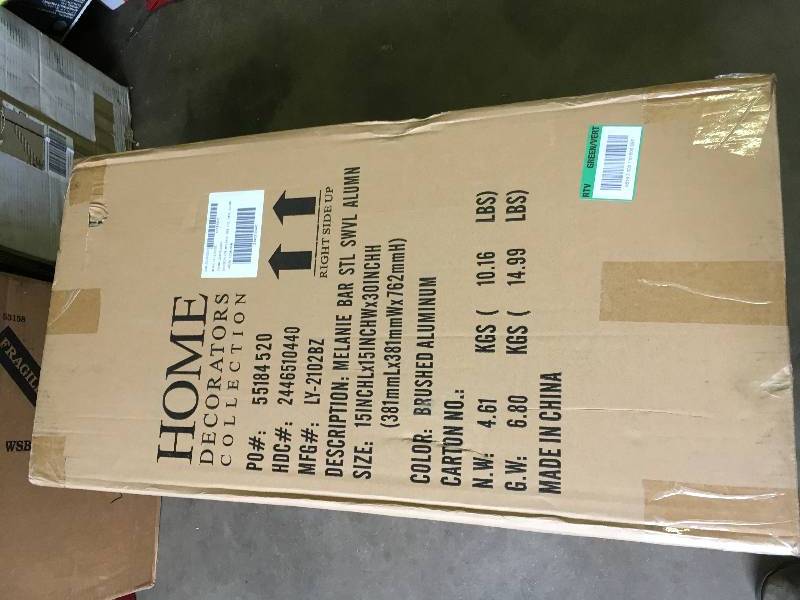 HOME
DECORATORS
COLLECTION
RIGHT SIDE UP
PO#: 55184520
HDC#: 2446510440
MFG#: LY-2102BZ
DESCRIPTION: MELANIE BAR STL SWVL ALUMN
SIZE: 15INCHLx15INCHWx30INCHH
(381mmLx381mmWx762mmH)
COLOR: BRUSHED ALUMINUM
CARTON NO.:
N.W: 4.61 KGS ( 10.16 LBS)
G.W: 6.80 KGS ( 14.99 LBS)
MADE IN CHINA
RTV GREEN/VERT
53158
FRAGIL
WSB